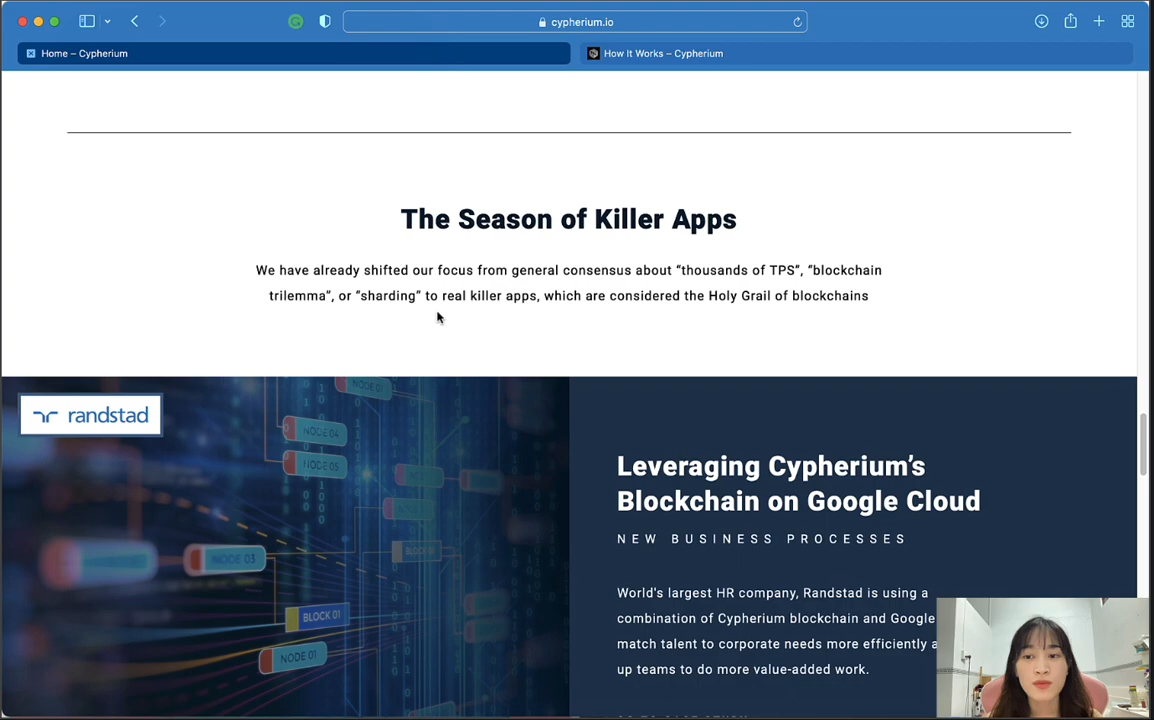 cypherium.io
Home – Cypherium
How It Works – Cypherium
The Season of Killer Apps
We have already shifted our focus from general consensus about “thousands of TPS”, “blockchain
trilemma”, or “sharding” to real killer apps, which are considered the Holy Grail of blockchains
randstad
NODE 01
NODE 04
NODE 05
NODE 03
BLOCK 01
NODE 01
Leveraging Cypherium’s
Blockchain on Google Cloud
NEW BUSINESS PROCESSES
World's largest HR company, Randstad is using a
combination of Cypherium blockchain and Google
match talent to corporate needs more efficiently a
up teams to do more value-added work.